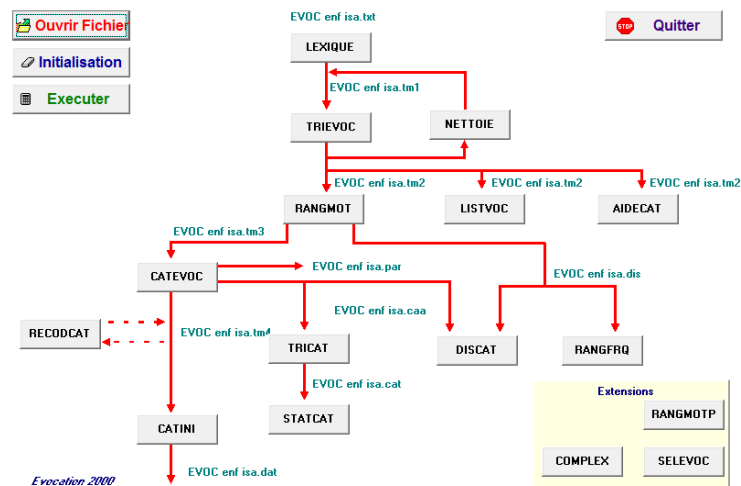 EVOC enf isa.txt
Ouvrir Fichier
STOP Quitter
LEXIQUE
Initialisation
EVOC enf isa.tm1
Executer
TRIEVOC
NETTOIE
EVOC enf isa.tm2
EVOC enf isa.tm2
EVOC enf isa.tm2
RANGMOT
LISTVOC
AIDECAT
EVOC enf isa.tm3
CATEVOC
EVOC enf isa.par
EVOC enf isa.dis
EVOC enf isa.caa
RECODCAT
EVOC enf isa.tm4
TRICAT
DISCAT
RANGFRQ
EVOC enf isa.cat
Extensions
RANGMOTP
CATINI
STATCAT
COMPLEX
SELEVOC
EVOC enf isa.dat
Evocation 2000